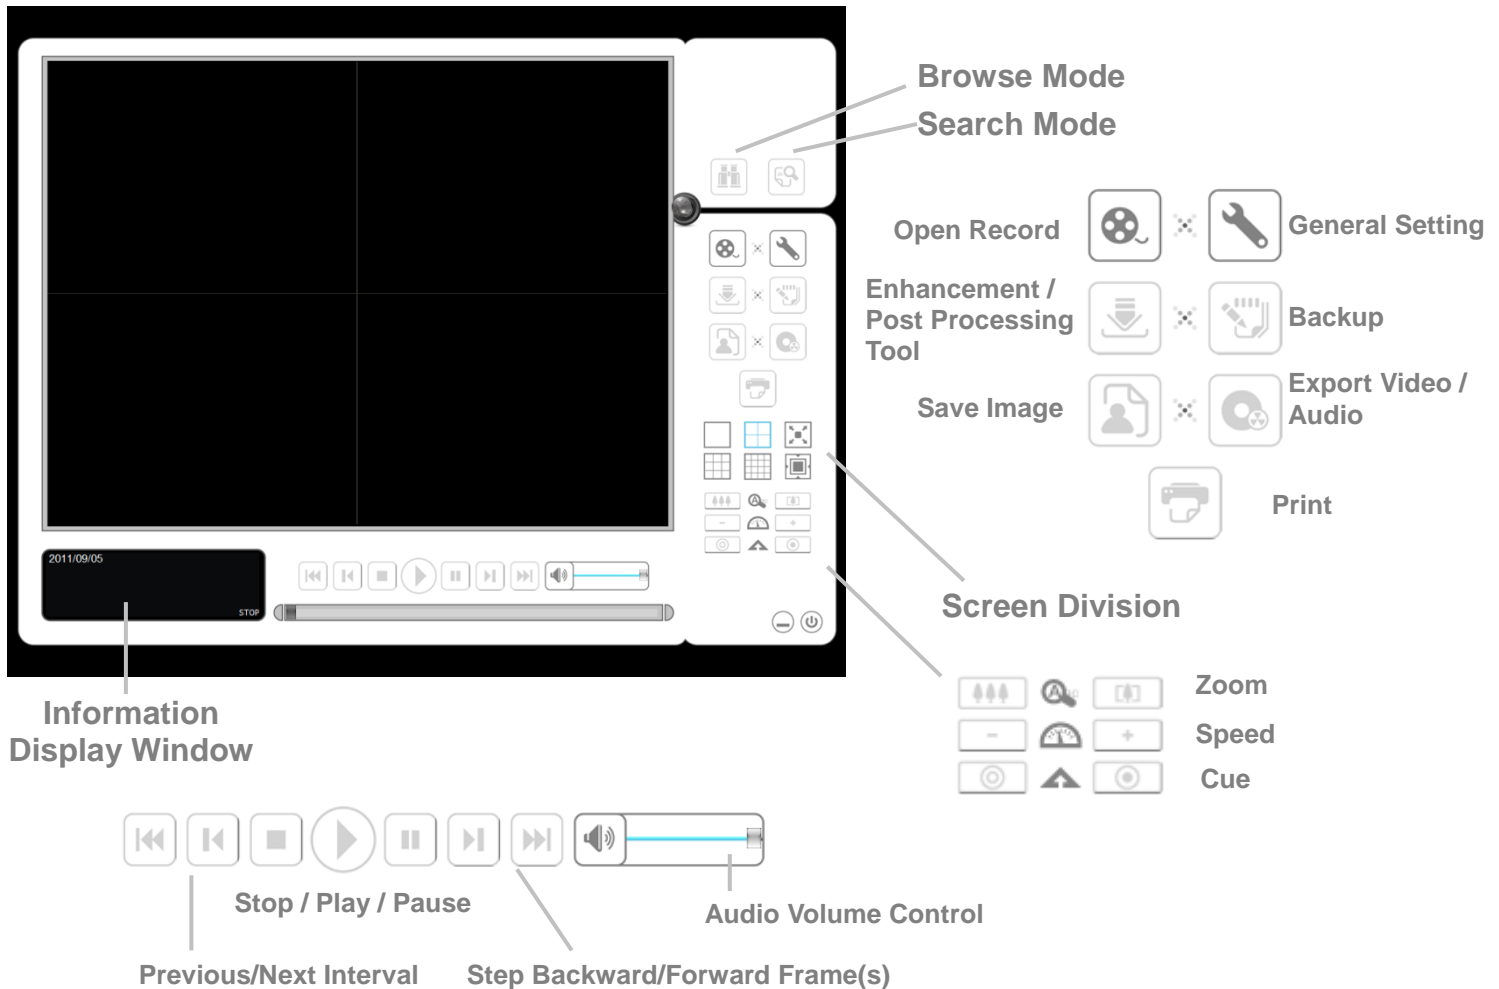 Browse Mode
Search Mode
Open Record
General Setting
Enhancement /
Post Processing
Tool
Backup
Save Image
Export Video /
Audio
Print
2011/09/05
STOP
Screen Division
Information
Display Window
Zoom
Speed
Cue
Stop / Play / Pause
Audio Volume Control
Previous/Next Interval
Step Backward/Forward Frame(s)